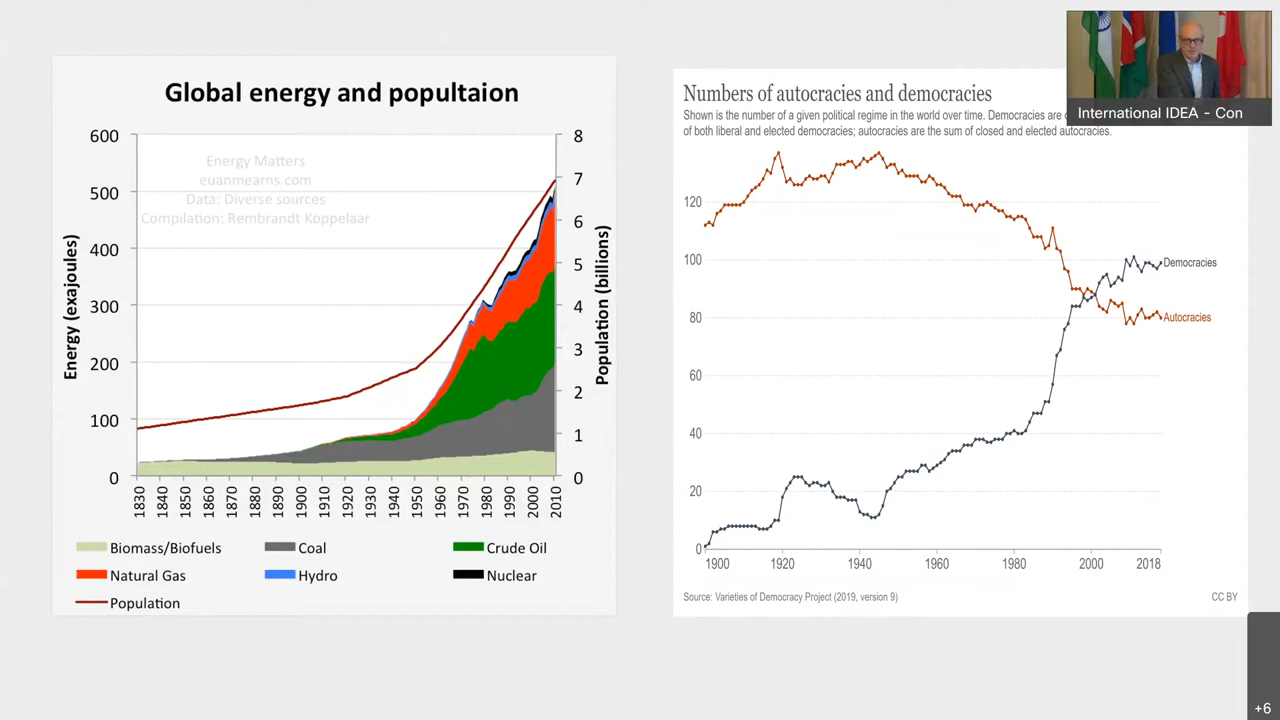 Global energy and popultaion
600
500
400
300
200
100
0
Energy (exajoules)
Energy Matters
euanmearns.com
Data: Diverse sources
Compilation: Rembrandt Koppelaar
8
7
6
5
4
3
2
1
0
Population (billions)
1830
1840
1850
1860
1870
1880
1890
1900
1910
1920
1930
1940
1950
1960
1970
1980
1990
2000
2010
Biomass/Biofuels
Coal
Crude Oil
Natural Gas
Hydro
Nuclear
Population
Numbers of autocracies and democracies
Shown is the number of a given political regime in the world over time. Democracies are
of both liberal and elected democracies; autocracies are the sum of closed and elected autocracies.
120
100
80
60
40
20
0
Democracies
Autocracies
1900
1920
1940
1960
1980
2000
2018
Source: Varieties of Democracy Project (2019, version 9)
CC BY
International IDEA - Con
+6